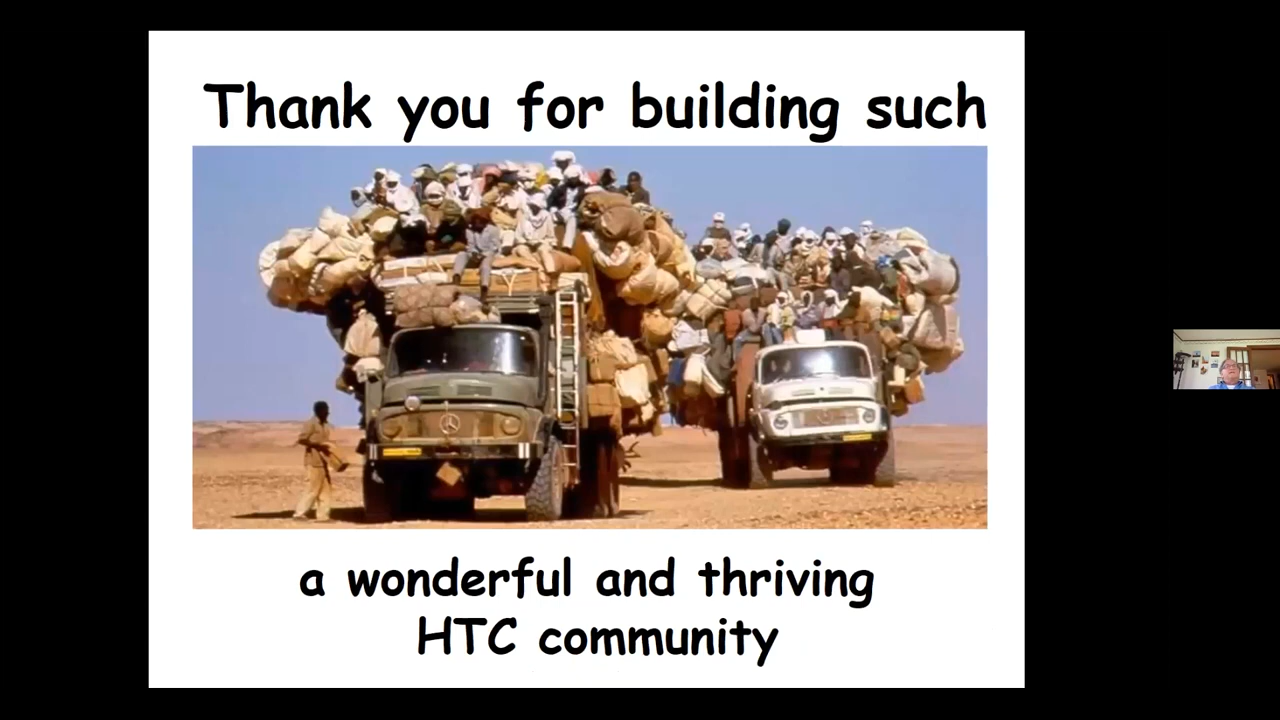 Thank you for building such
a wonderful and thriving
HTC community